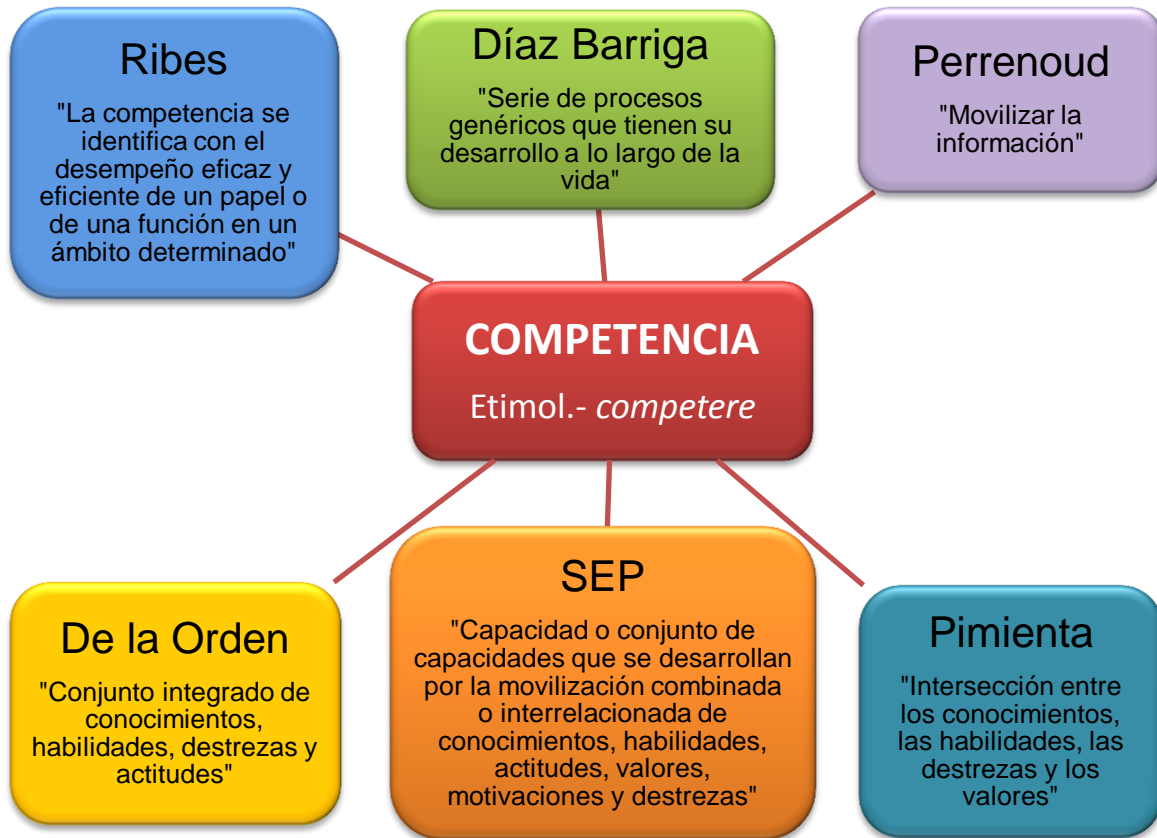 Ribes
"La competencia se
identifica con el
desempeño eficaz y
eficiente de un papel o
de una función en un
ámbito determinado"
Díaz Barriga
"Serie de procesos
genéricos que tienen su
desarrollo a lo largo de la
vida"
Perrenoud
"Movilizar la
información"
COMPETENCIA
Etimol.- competere
De la Orden
"Conjunto integrado de
conocimientos,
habilidades, destrezas y
actitudes"
SEP
"Capacidad o conjunto de
capacidades que se desarrollan
por la movilización combinada
o interrelacionada de
conocimientos, habilidades,
actitudes, valores,
motivaciones y destrezas"
Pimienta
"Intersección entre
los conocimientos,
las habilidades, las
destrezas y los
valores"